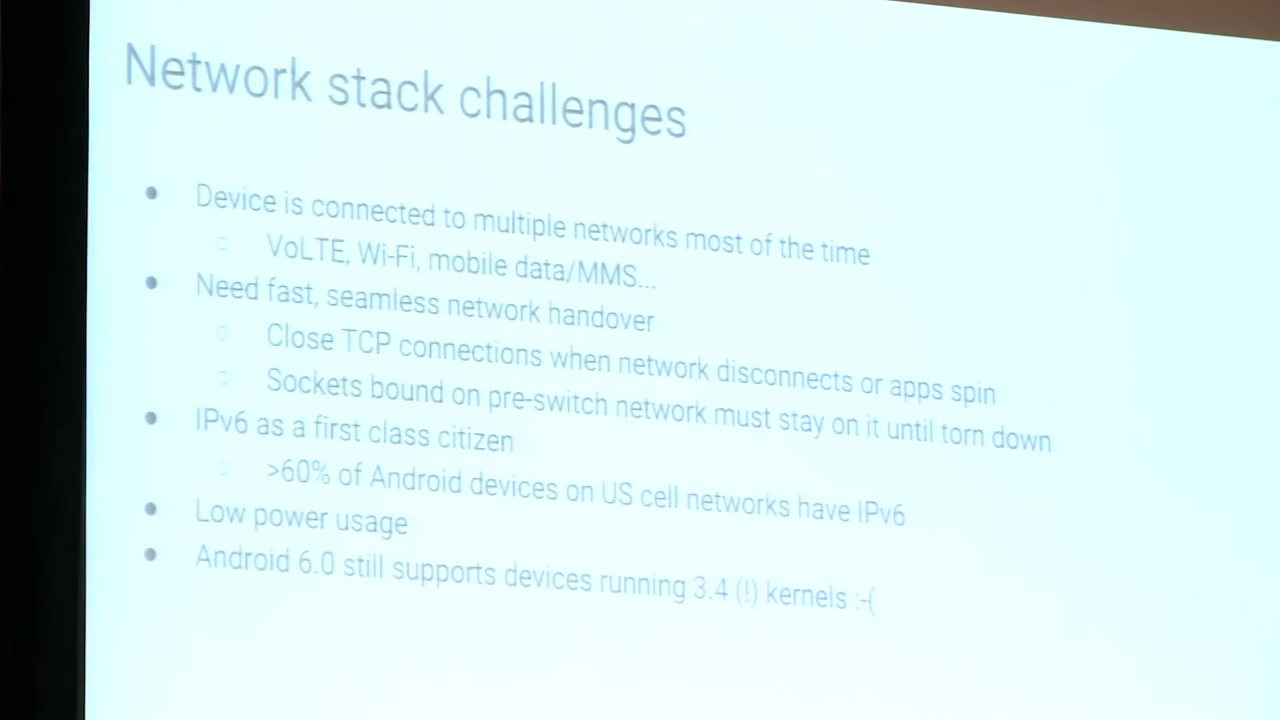 Network stack challenges
● Device is connected to multiple networks most of the time
○ VoLTE, Wi-Fi, mobile data/MMS...
● Need fast, seamless network handover
○ Close TCP connections when network disconnects or apps spin
○ Sockets bound on pre-switch network must stay on it until torn down
● IPv6 as a first class citizen
○ >60% of Android devices on US cell networks have IPv6
● Low power usage
● Android 6.0 still supports devices running 3.4 (!) kernels :-(